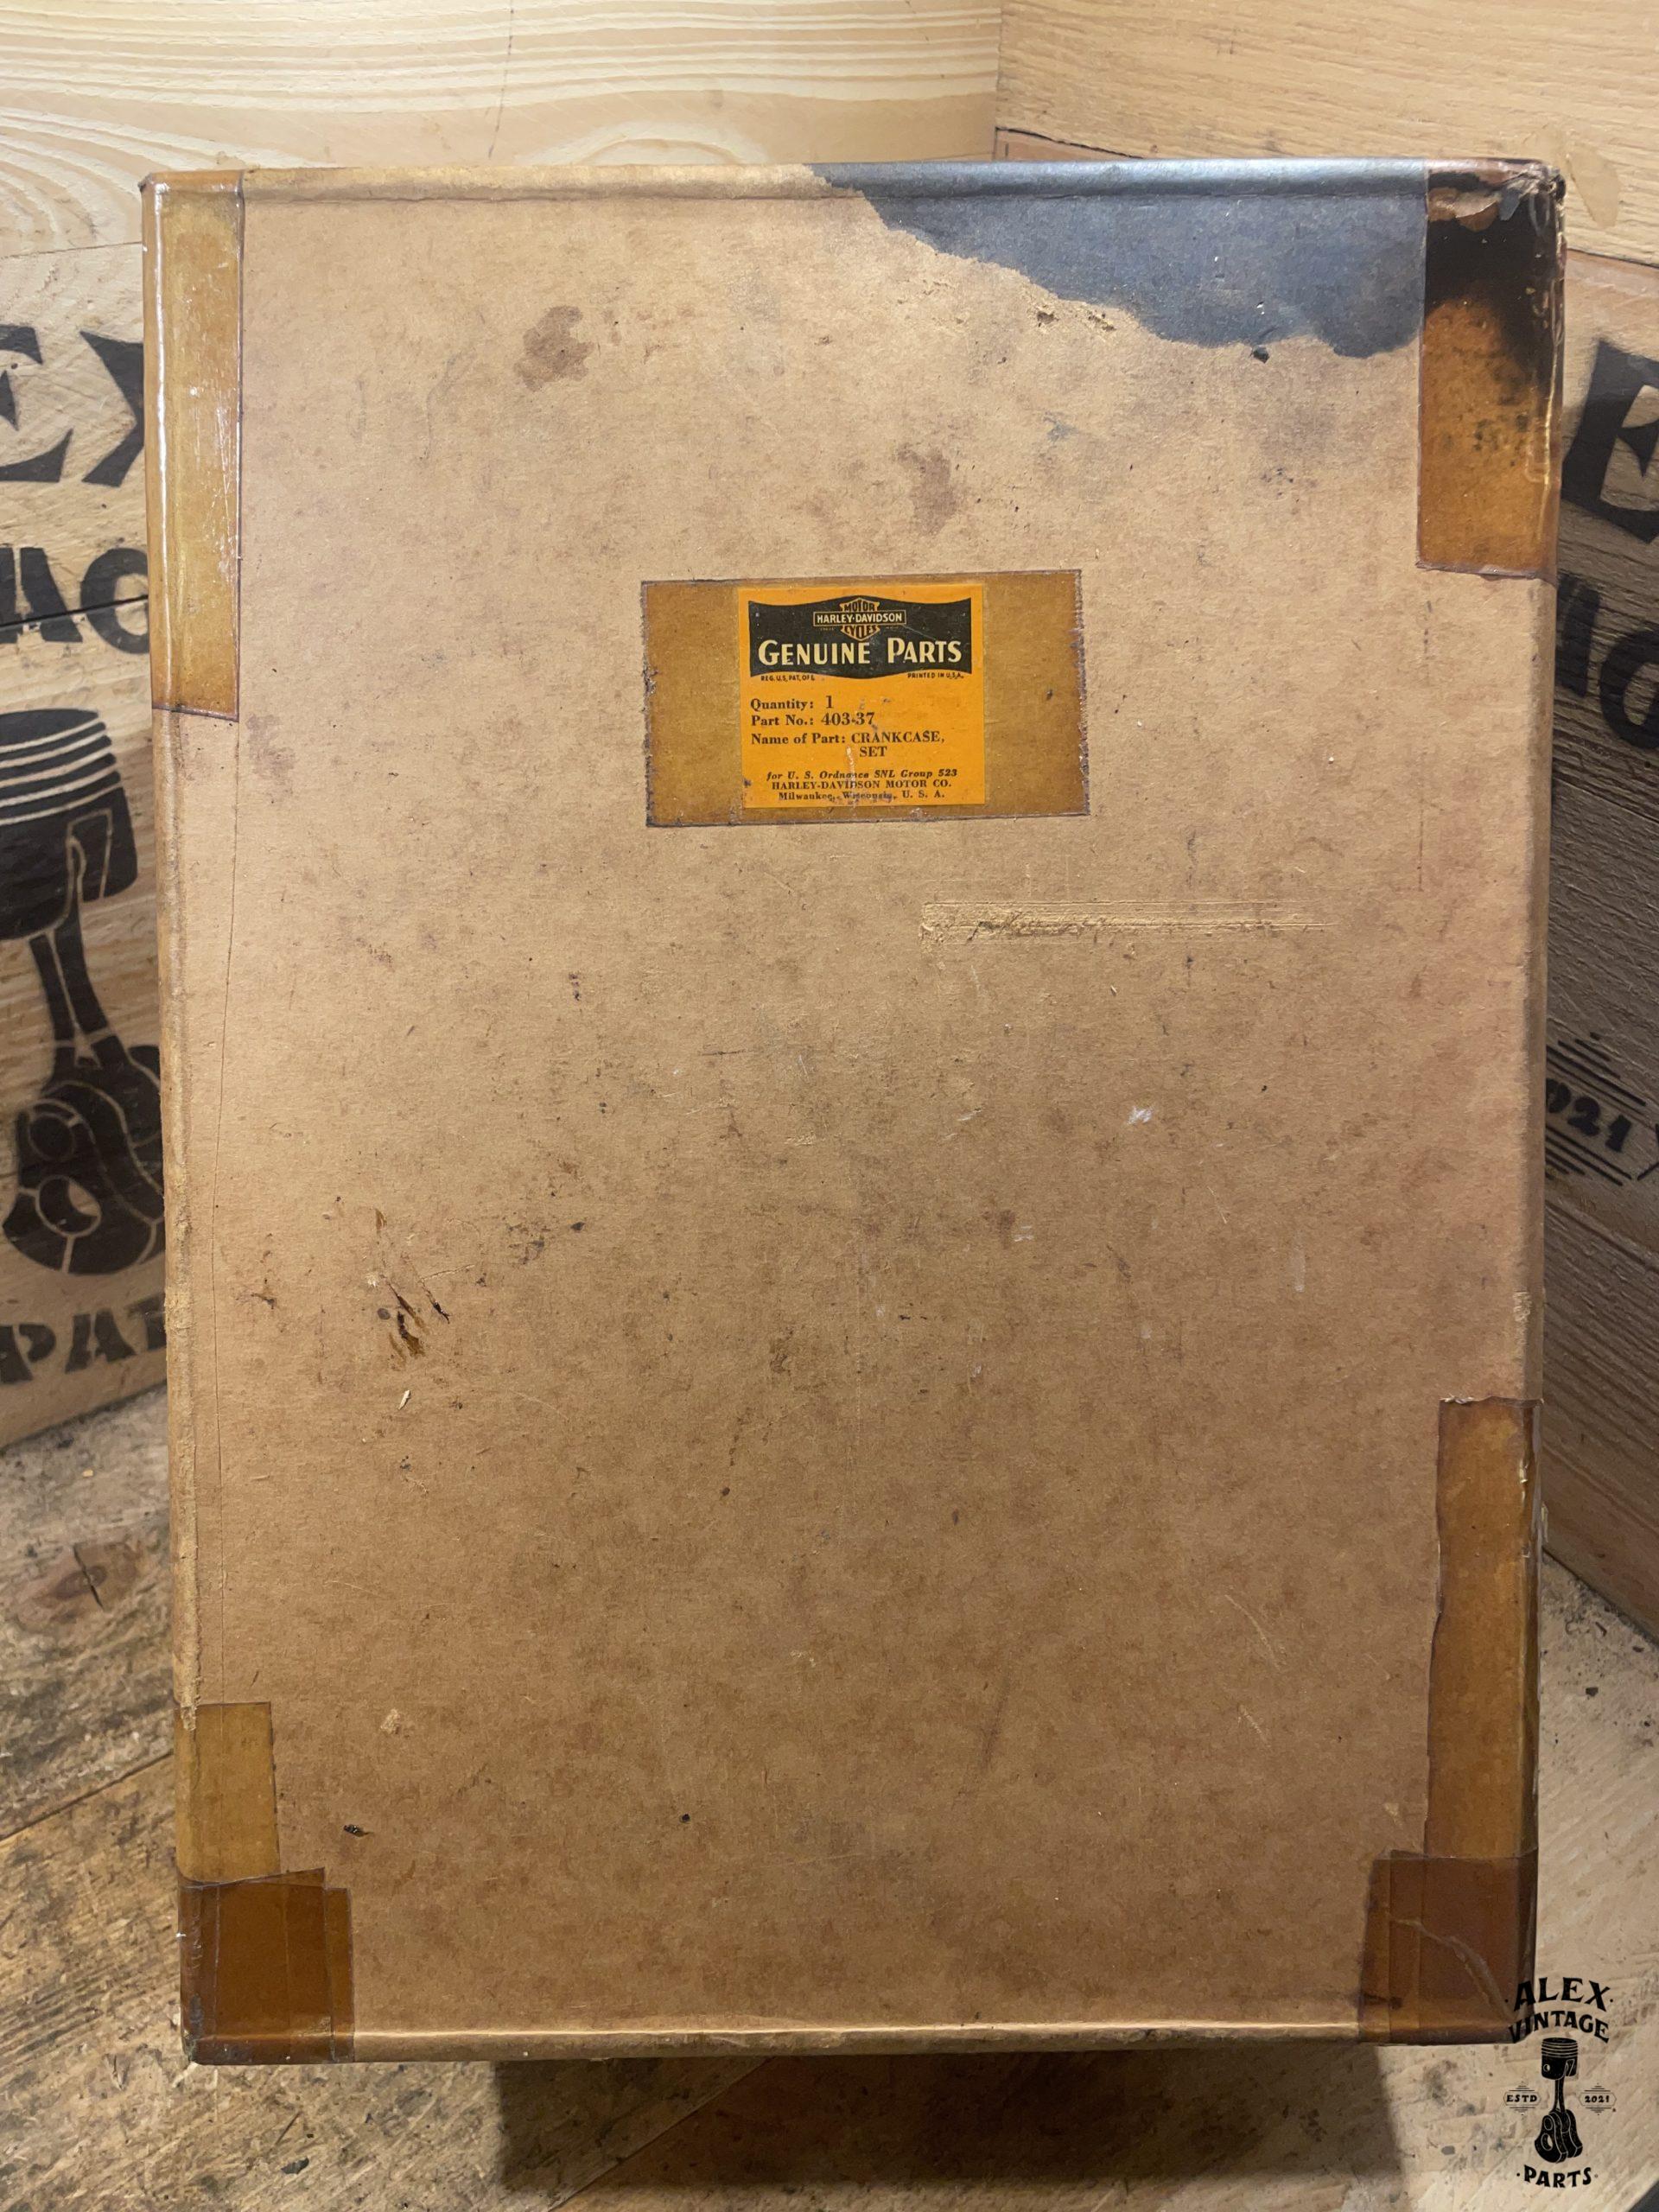 MOTOR
HARLEY-DAVIDSON
CYCLES
GENUINE PARTS
REG. U.S. PAT. OFF. PRINTED IN U.S.A.
Quantity: 1
Part No.: 403-37
Name of Part: CRANKCASE,
SET
for U. S. Ordnance SNL Group 523
HARLEY-DAVIDSON MOTOR CO.
Milwaukee, Wisconsin, U. S. A.
2021
ALEX
VINTAGE
ESTD 2021
PARTS